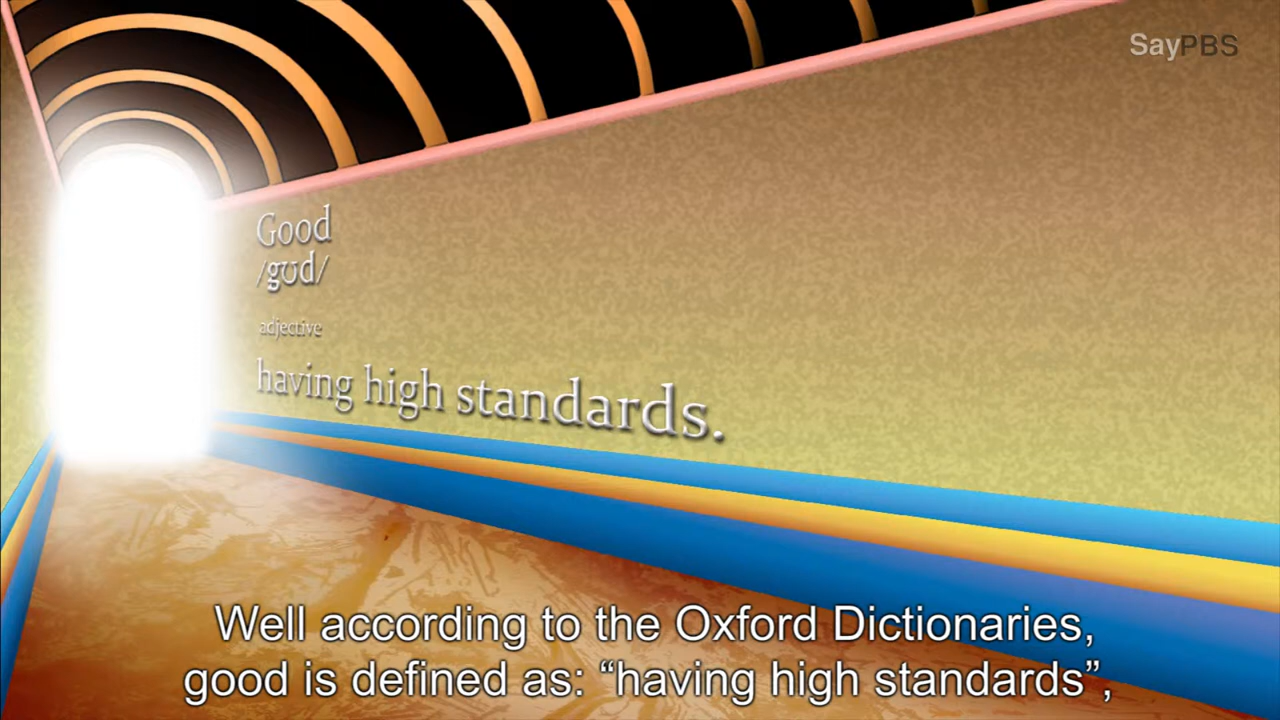 SayPBS
Good
/gʊd/
adjective
having high standards.
Well according to the Oxford Dictionaries,
good is defined as: “having high standards”,